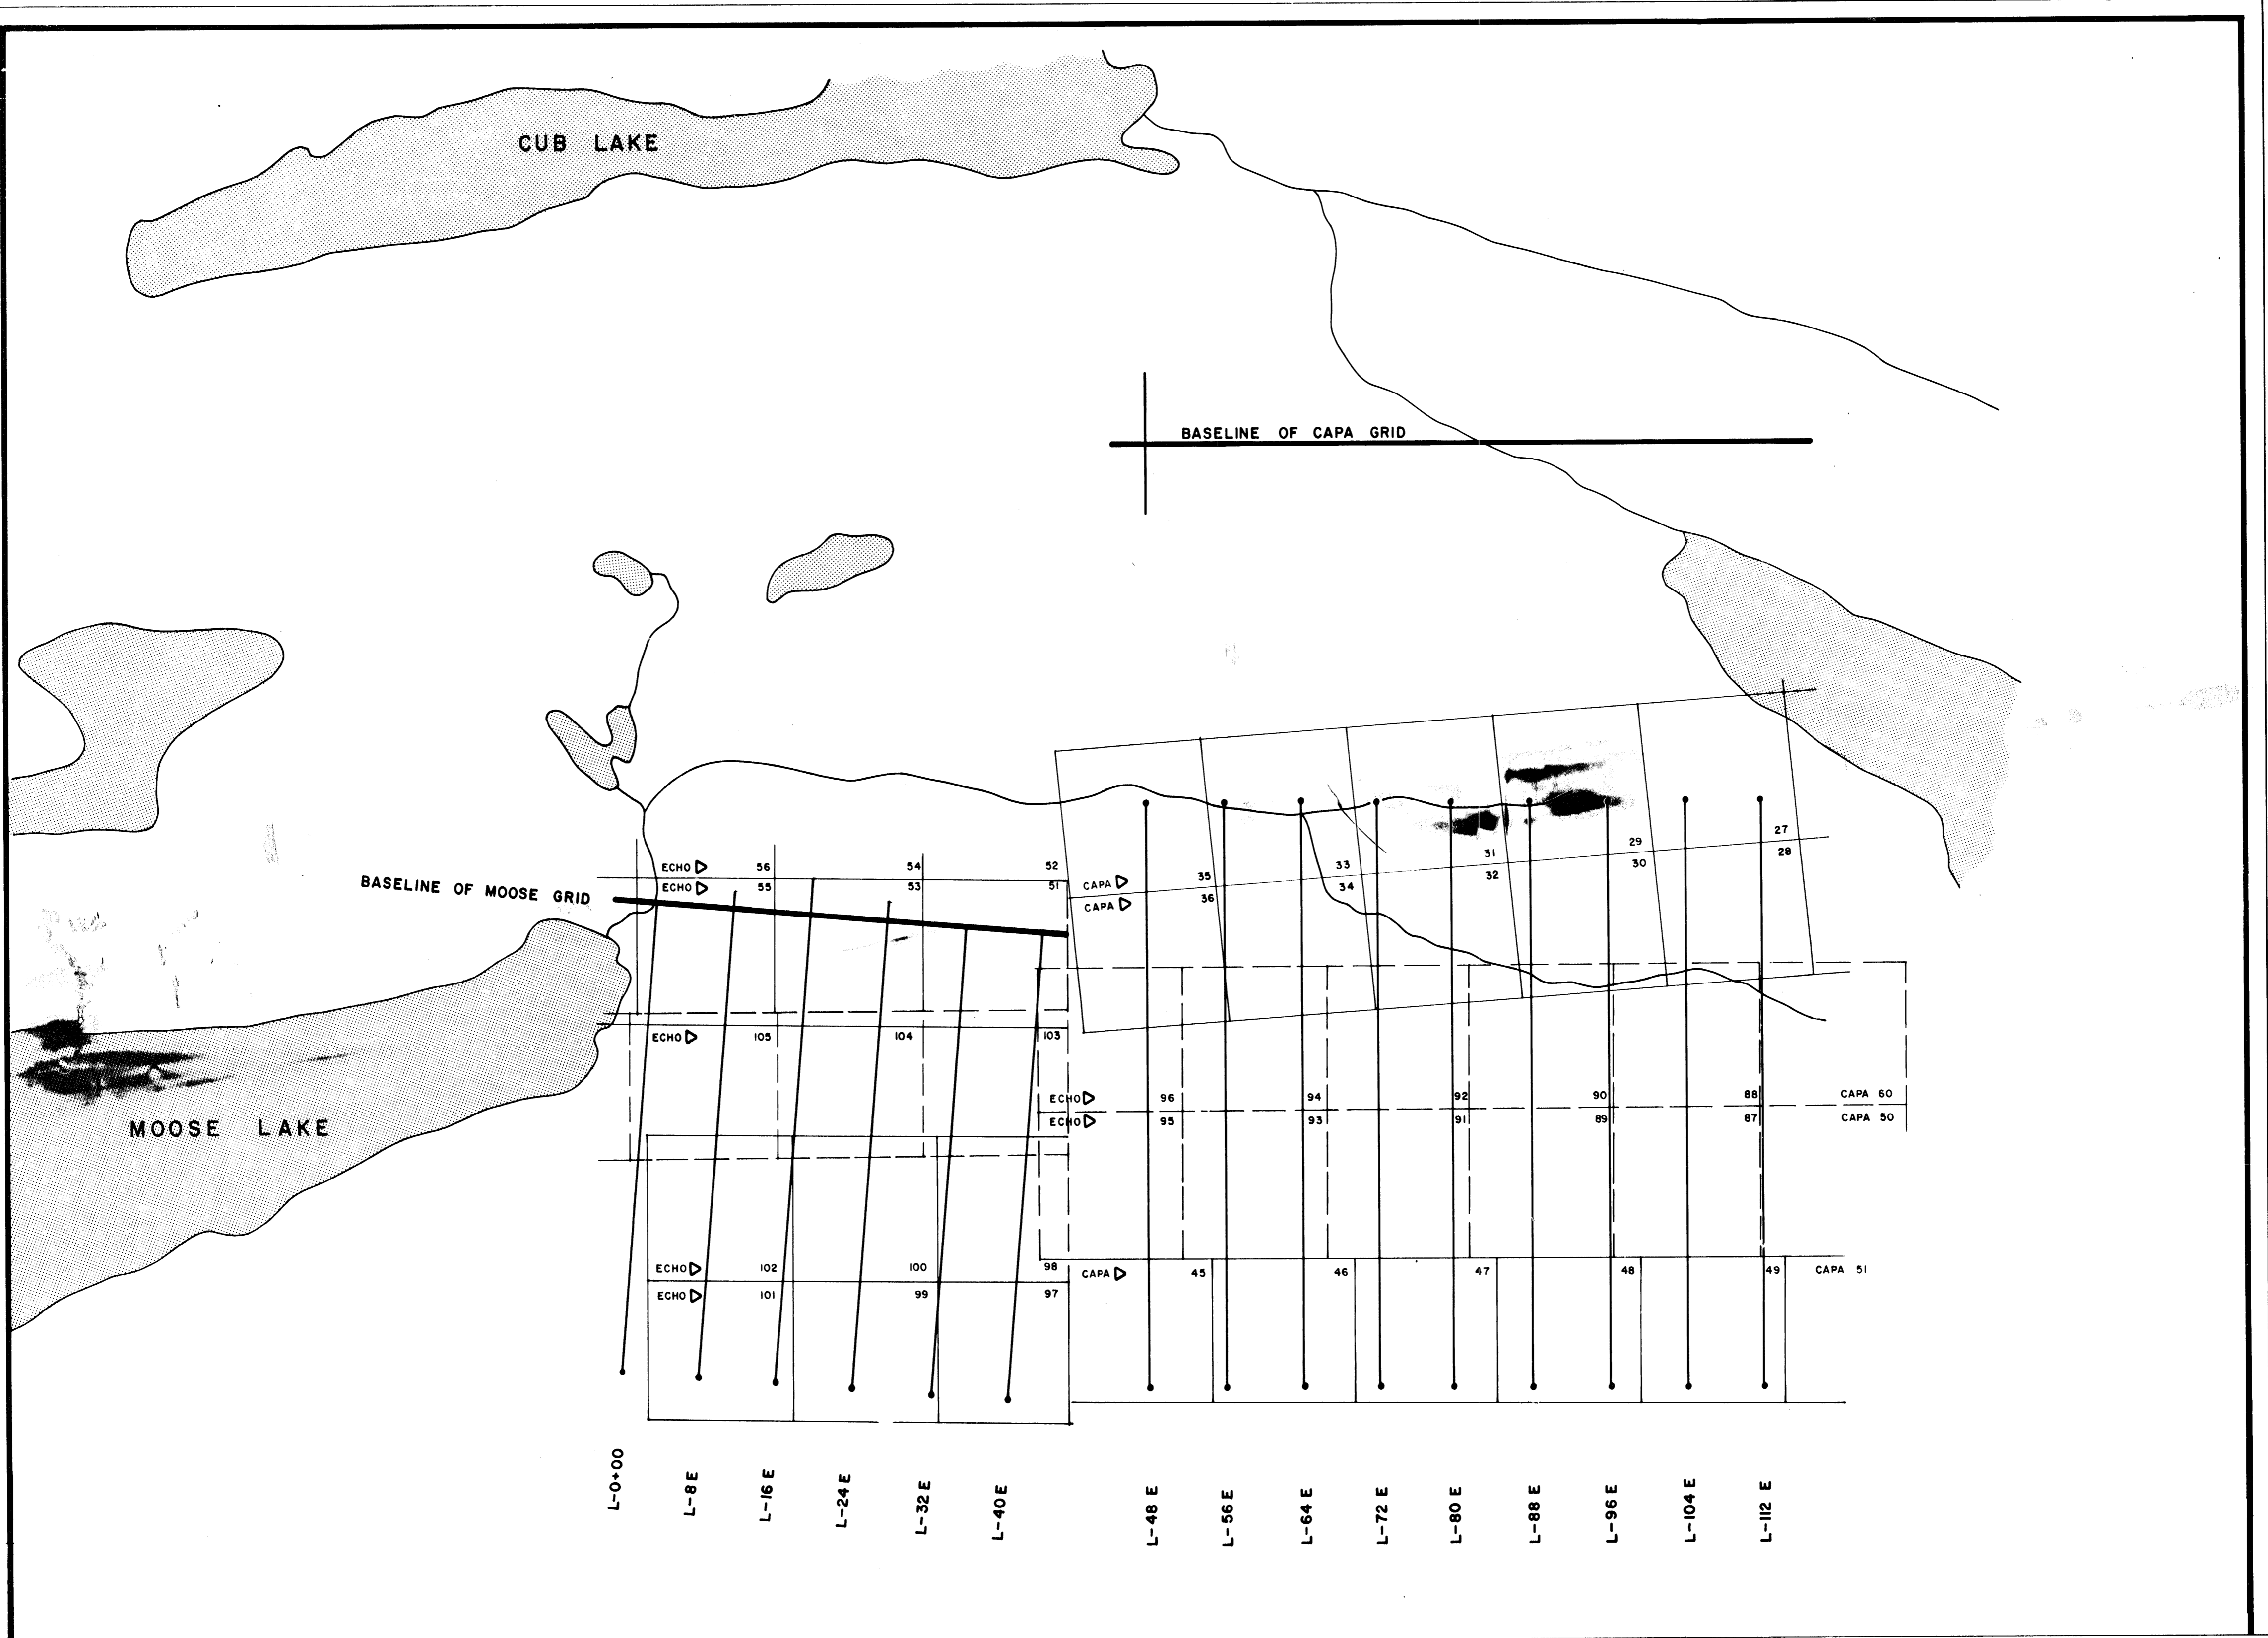 CUB LAKE
BASELINE OF CAPA GRID
BASELINE OF MOOSE GRID
MOOSE LAKE
ECHO 56 54 52
ECHO 55 53 51
CAPA 35 33 31 29 27
CAPA 36 34 32 30 28
ECHO 105 104 103
ECHO 96 94 92 90 88 CAPA 60
ECHO 95 93 91 89 87 CAPA 50
ECHO 102 100 98
ECHO 101 99 97
CAPA 45 46 47 48 49 CAPA 51
L-0+00
L-8 E
L-16 E
L-24 E
L-32 E
L-40 E
L-48 E
L-56 E
L-64 E
L-72 E
L-80 E
L-88 E
L-96 E
L-104 E
L-112 E